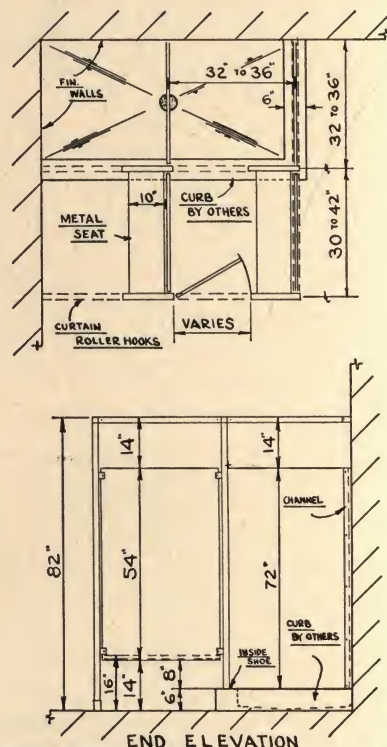 FIN.
WALLS
32" TO 36"
6"
32 TO 36"
10"
CURB
BY OTHERS
METAL
SEAT
30 TO 42"
VARIES
CURTAIN
ROLLER HOOKS
14"
14"
CHANNEL
82"
54"
72"
CURB
BY OTHERS
INSIDE
SHOE
16"
14"
8"
6"
END ELEVATION